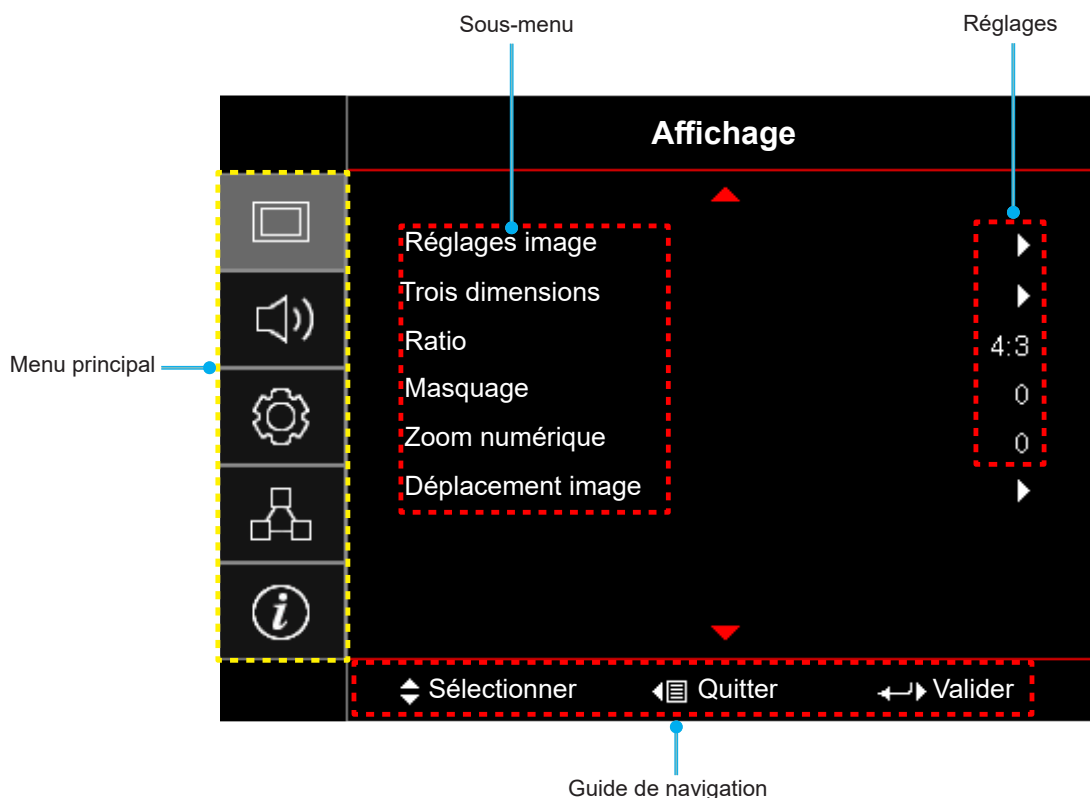 Sous-menu
Réglages
Affichage
Réglages image
Trois dimensions
Ratio 4:3
Masquage 0
Zoom numérique 0
Déplacement image
Menu principal
i
Sélectionner Quitter Valider
Guide de navigation